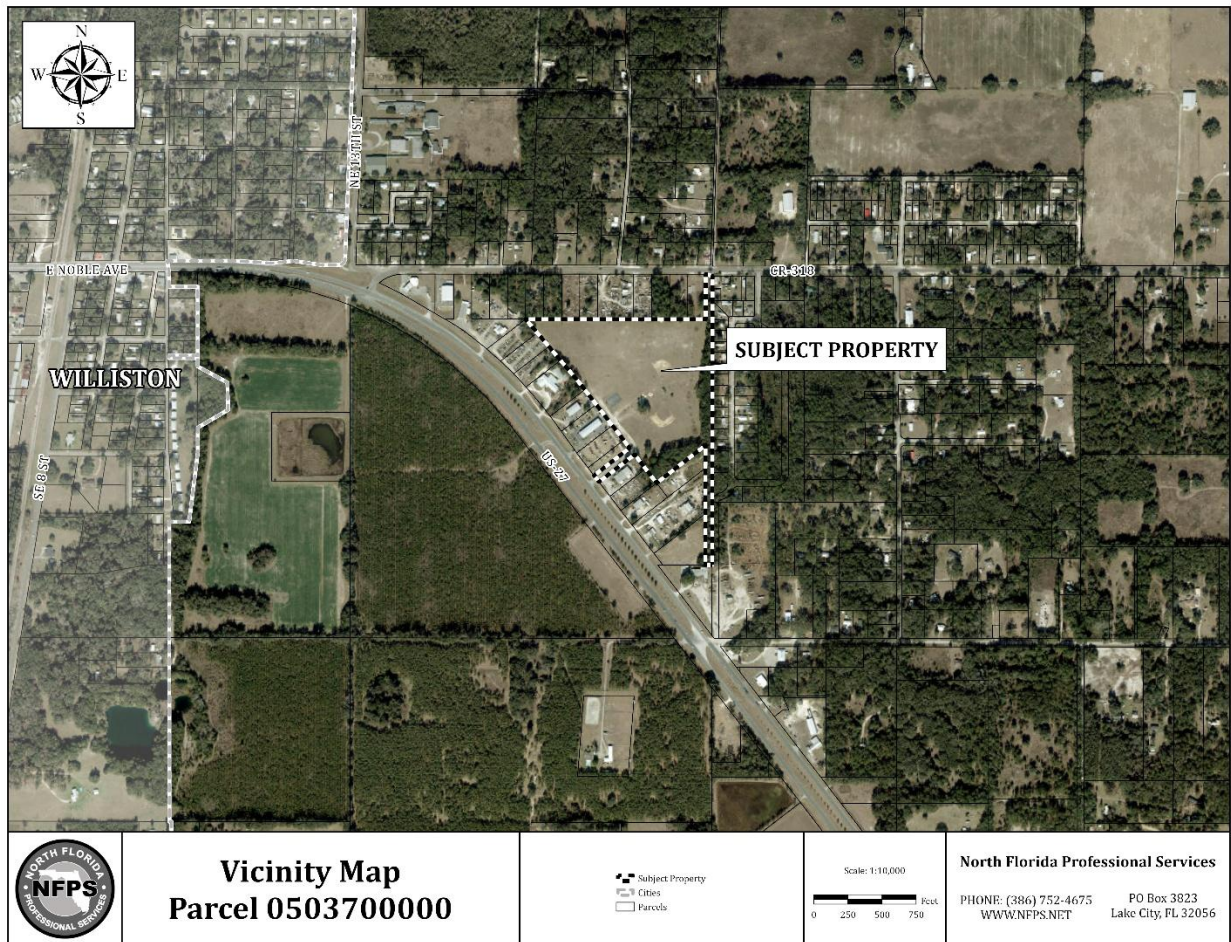 N
W E
S
NE 13TH ST
E NOBLE AVE
CR-318
SUBJECT PROPERTY
WILLISTON
US-27
SE 8 ST
NORTH FLORIDA
NFPS
PROFESSIONAL SERVICES
Vicinity Map
Parcel 0503700000
Subject Property
Cities
Parcels
Scale: 1:10,000
Feet
0 250 500 750
North Florida Professional Services
PHONE: (386) 752-4675
WWW.NFPS.NET
PO Box 3823
Lake City, FL 32056